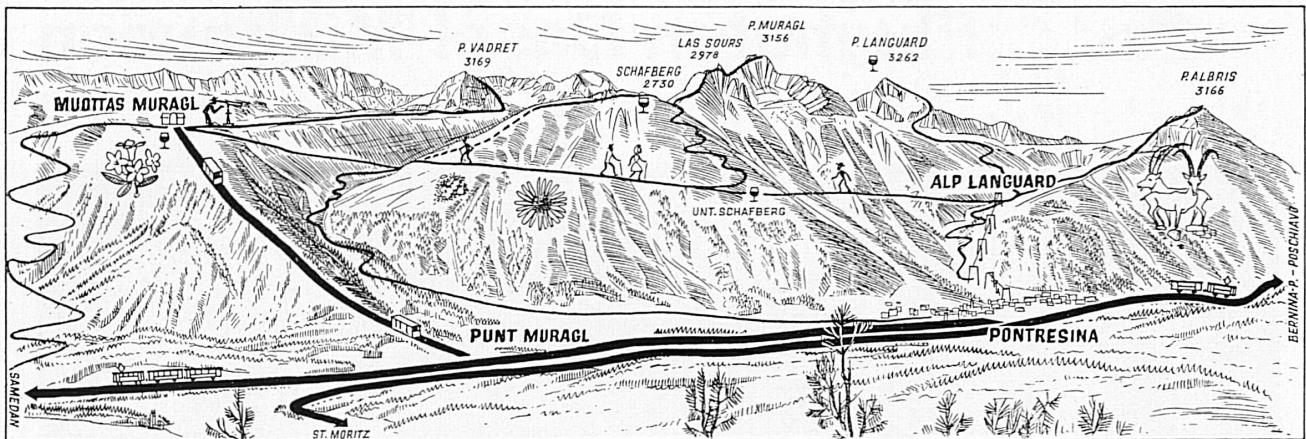 P. MURAGL
3156
P. VADRET
3169
LAS SOURS
2978
P. LANGUARD
3262
SCHAFBERG
2730
P. ALBRIS
3166
MUOTTAS MURAGL
ALP LANGUARD
UNT. SCHAFBERG
BERNINA-P. - POSCHIAVO
PUNT MURAGL
PONTRESINA
SAMEDAN
ST. MORITZ